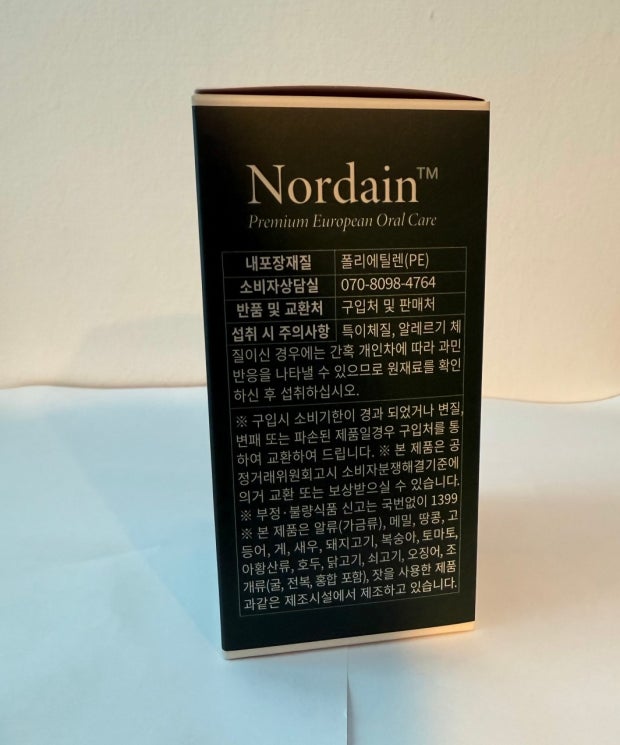 Nordain™
Premium European Oral Care
내포장재질 폴리에틸렌(PE)
소비자상담실 070-8098-4764
반품 및 교환처 구입처 및 판매처
섭취 시 주의사항 특이체질, 알레르기 체
질이신 경우에는 간혹 개인차에 따라 과민
반응을 나타낼 수 있으므로 원재료를 확인
하신 후 섭취하십시오.
※ 구입시 소비기한이 경과 되었거나 변질,
변패 또는 파손된 제품일경우 구입처를 통
하여 교환하여 드립니다. ※ 본 제품은 공
정거래위원회고시 소비자분쟁해결기준에
의거 교환 또는 보상받으실 수 있습니다.
※ 부정·불량식품 신고는 국번없이 1399
※ 본 제품은 알류(가금류), 메밀, 땅콩, 고
등어, 게, 새우, 돼지고기, 복숭아, 토마토,
아황산류, 호두, 닭고기, 쇠고기, 오징어, 조
개류(굴, 전복, 홍합 포함), 잣을 사용한 제품
과같은 제조시설에서 제조하고 있습니다.